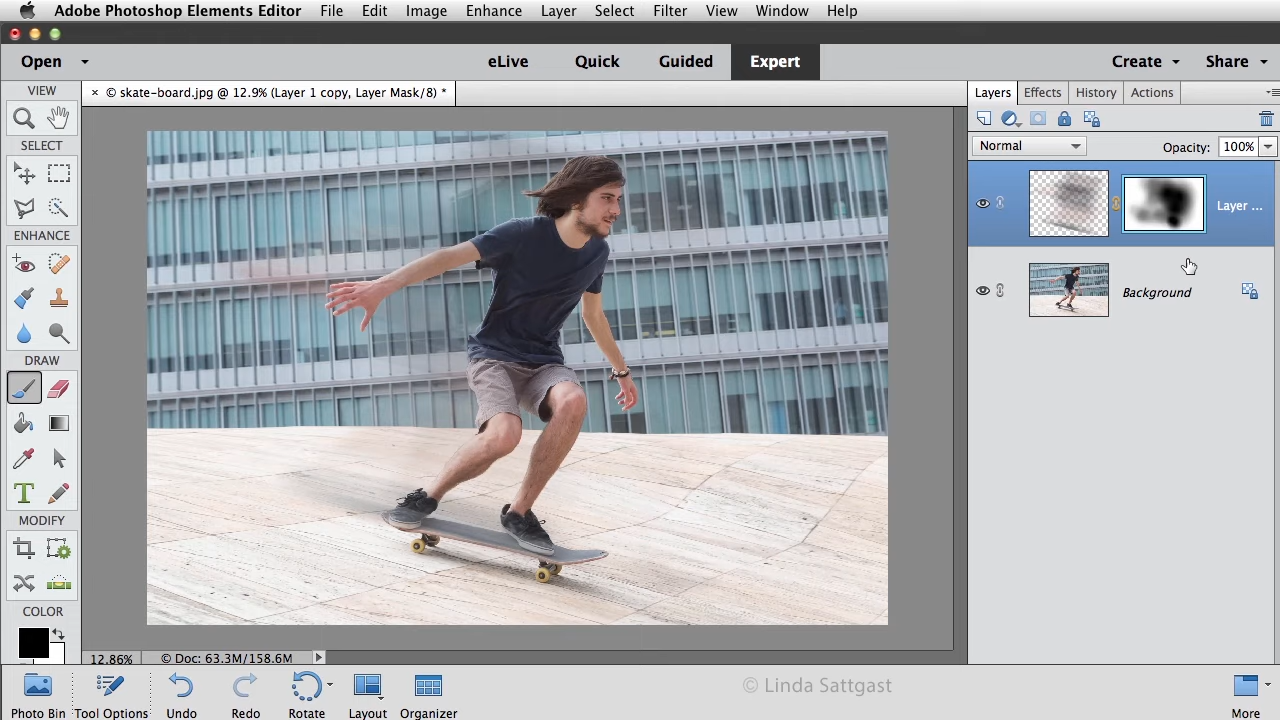 Adobe Photoshop Elements Editor File Edit Image Enhance Layer Select Filter View Window Help
Open eLive Quick Guided Expert Create Share
VIEW × © skate-board.jpg @ 12.9% (Layer 1 copy, Layer Mask/8) * Layers Effects History Actions
SELECT Normal Opacity: 100%
Layer ...
ENHANCE
Background
DRAW
MODIFY
COLOR
12.86% © Doc: 63.3M/158.6M
© Linda Sattgast
Photo Bin Tool Options Undo Redo Rotate Layout Organizer More